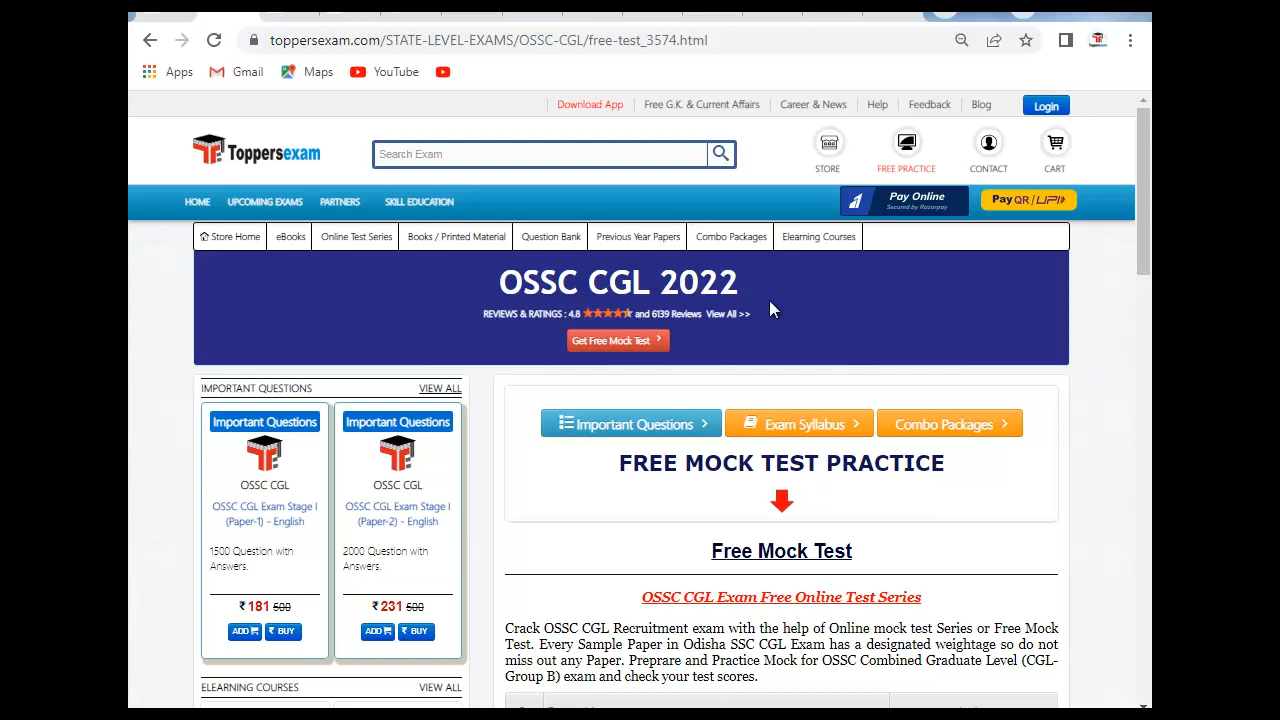 toppersexam.com/STATE-LEVEL-EXAMS/OSSC-CGL/free-test_3574.html
Apps Gmail Maps YouTube
Download App Free G.K. & Current Affairs Career & News Help Feedback Blog Login
Toppersexam
Search Exam
STORE FREE PRACTICE CONTACT CART
HOME UPCOMING EXAMS PARTNERS SKILL EDUCATION
Pay Online
Secured by Razorpay
Pay QR/UPI
Store Home eBooks Online Test Series Books / Printed Material Question Bank Previous Year Papers Combo Packages Elearning Courses
OSSC CGL 2022
REVIEWS & RATINGS : 4.8 and 6139 Reviews View All >>
Get Free Mock Test
IMPORTANT QUESTIONS VIEW ALL
Important Questions
OSSC CGL
OSSC CGL Exam Stage I
(Paper-1) - English
1500 Question with
Answers.
₹ 181 500
ADD ₹ BUY
Important Questions
OSSC CGL
OSSC CGL Exam Stage I
(Paper-2) - English
2000 Question with
Answers.
₹ 231 500
ADD ₹ BUY
ELEARNING COURSES VIEW ALL
Important Questions Exam Syllabus Combo Packages
FREE MOCK TEST PRACTICE
Free Mock Test
OSSC CGL Exam Free Online Test Series
Crack OSSC CGL Recruitment exam with the help of Online mock test Series or Free Mock
Test. Every Sample Paper in Odisha SSC CGL Exam has a designated weightage so do not
miss out any Paper. Preprare and Practice Mock for OSSC Combined Graduate Level (CGL-
Group B) exam and check your test scores.